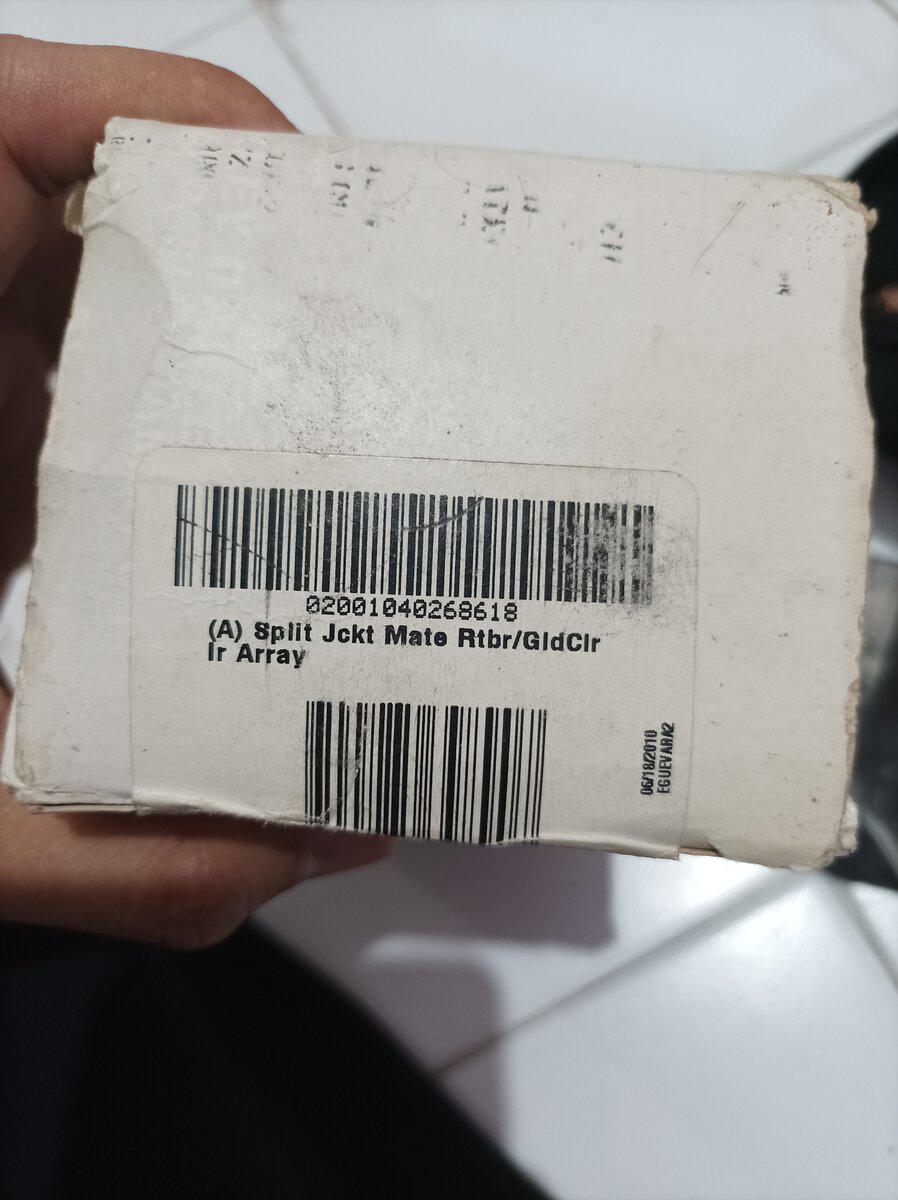 02001040268618
(A) Split Jckt Mate Rtbr/GldClr
Ir Array
06/18/2010
EGUEVARA2